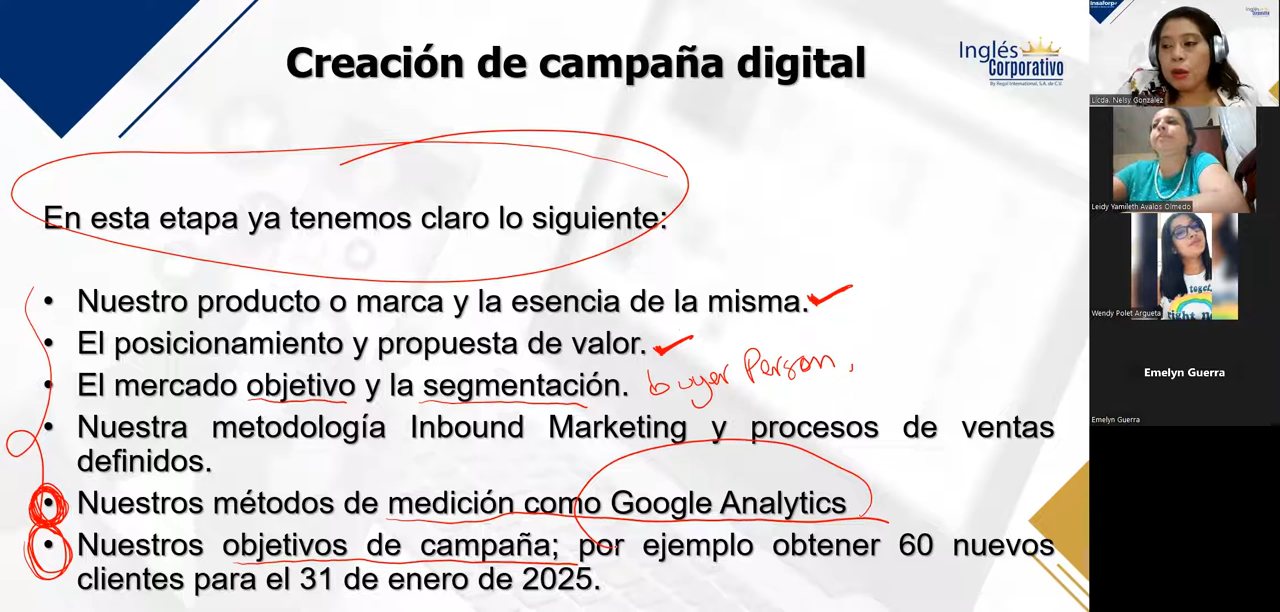 Creación de campaña digital
Inglés
Corporativo
By Regal International, S.A. de C.V.
En esta etapa ya tenemos claro lo siguiente:
• Nuestro producto o marca y la esencia de la misma.
• El posicionamiento y propuesta de valor.
• El mercado objetivo y la segmentación. buyer Person,
• Nuestra metodología Inbound Marketing y procesos de ventas
definidos.
• Nuestros métodos de medición como Google Analytics
• Nuestros objetivos de campaña; por ejemplo obtener 60 nuevos
clientes para el 31 de enero de 2025.
Insaforp
Licda. Nelsy González
Leidy Yamileth Avalos Olmedo
Wendy Polet Argueta
Emelyn Guerra
Emelyn Guerra